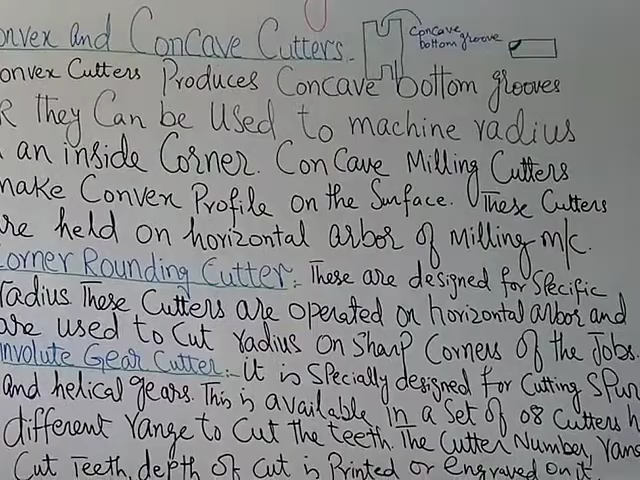 onvex and Concave Cutters.
Concave
bottom groove
onvex Cutters Produces Concave bottom grooves
R they Can be Used to machine radius
an inside Corner. Concave Milling Cutters
make Convex Profile on the Surface. These Cutters
re held on horizontal arbor of Milling m/c.
orner Rounding Cutter:- These are designed for Specific
radius These Cutters are operated on horizontal arbor and
are used to Cut radius on Sharp Corners of the Jobs.
Involute Gear Cutter:- it is specially designed for Cutting Spur
and helical gears. This is available in a set of 08 Cutters h
different range to Cut the teeth. The Cutter Number, Rang
Cut Teeth, depth of Cut is Printed or engraved on it.